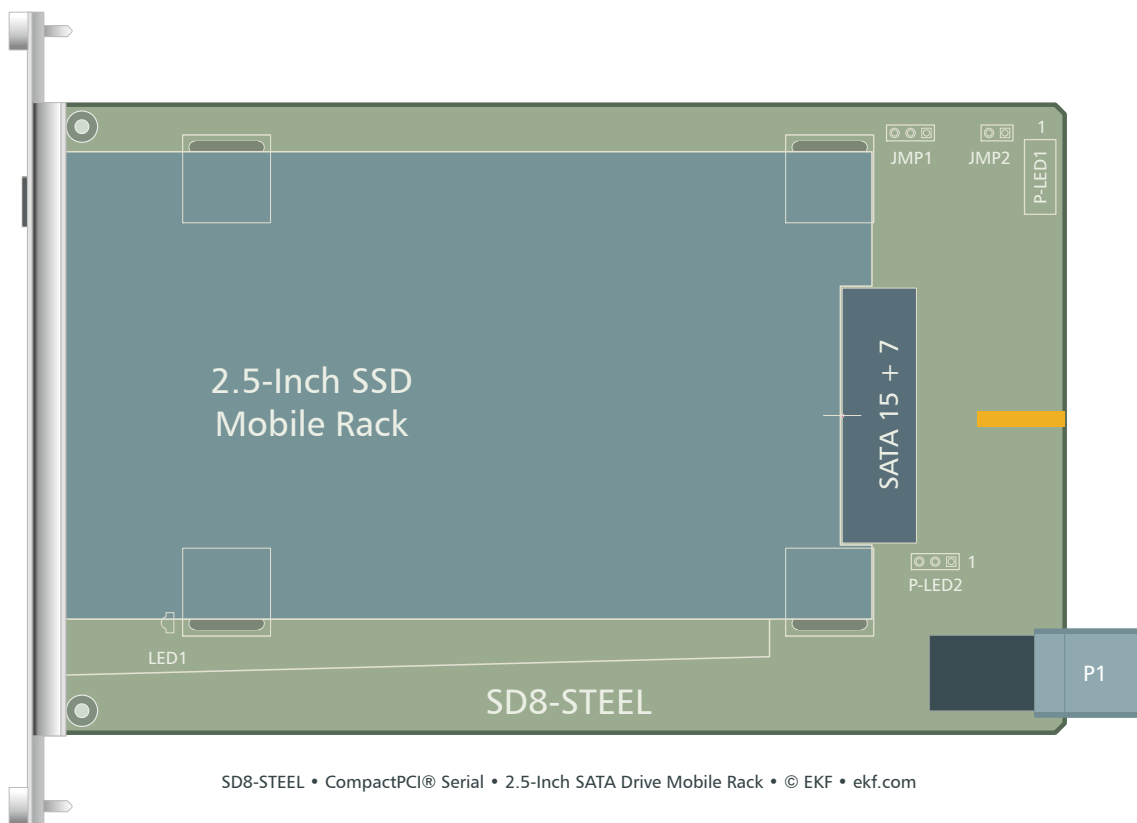 1
JMP1
JMP2
P-LED1
2.5-Inch SSD
Mobile Rack
SATA 15 + 7
1
P-LED2
LED1
P1
SD8-STEEL
SD8-STEEL • CompactPCI® Serial • 2.5-Inch SATA Drive Mobile Rack • © EKF • ekf.com